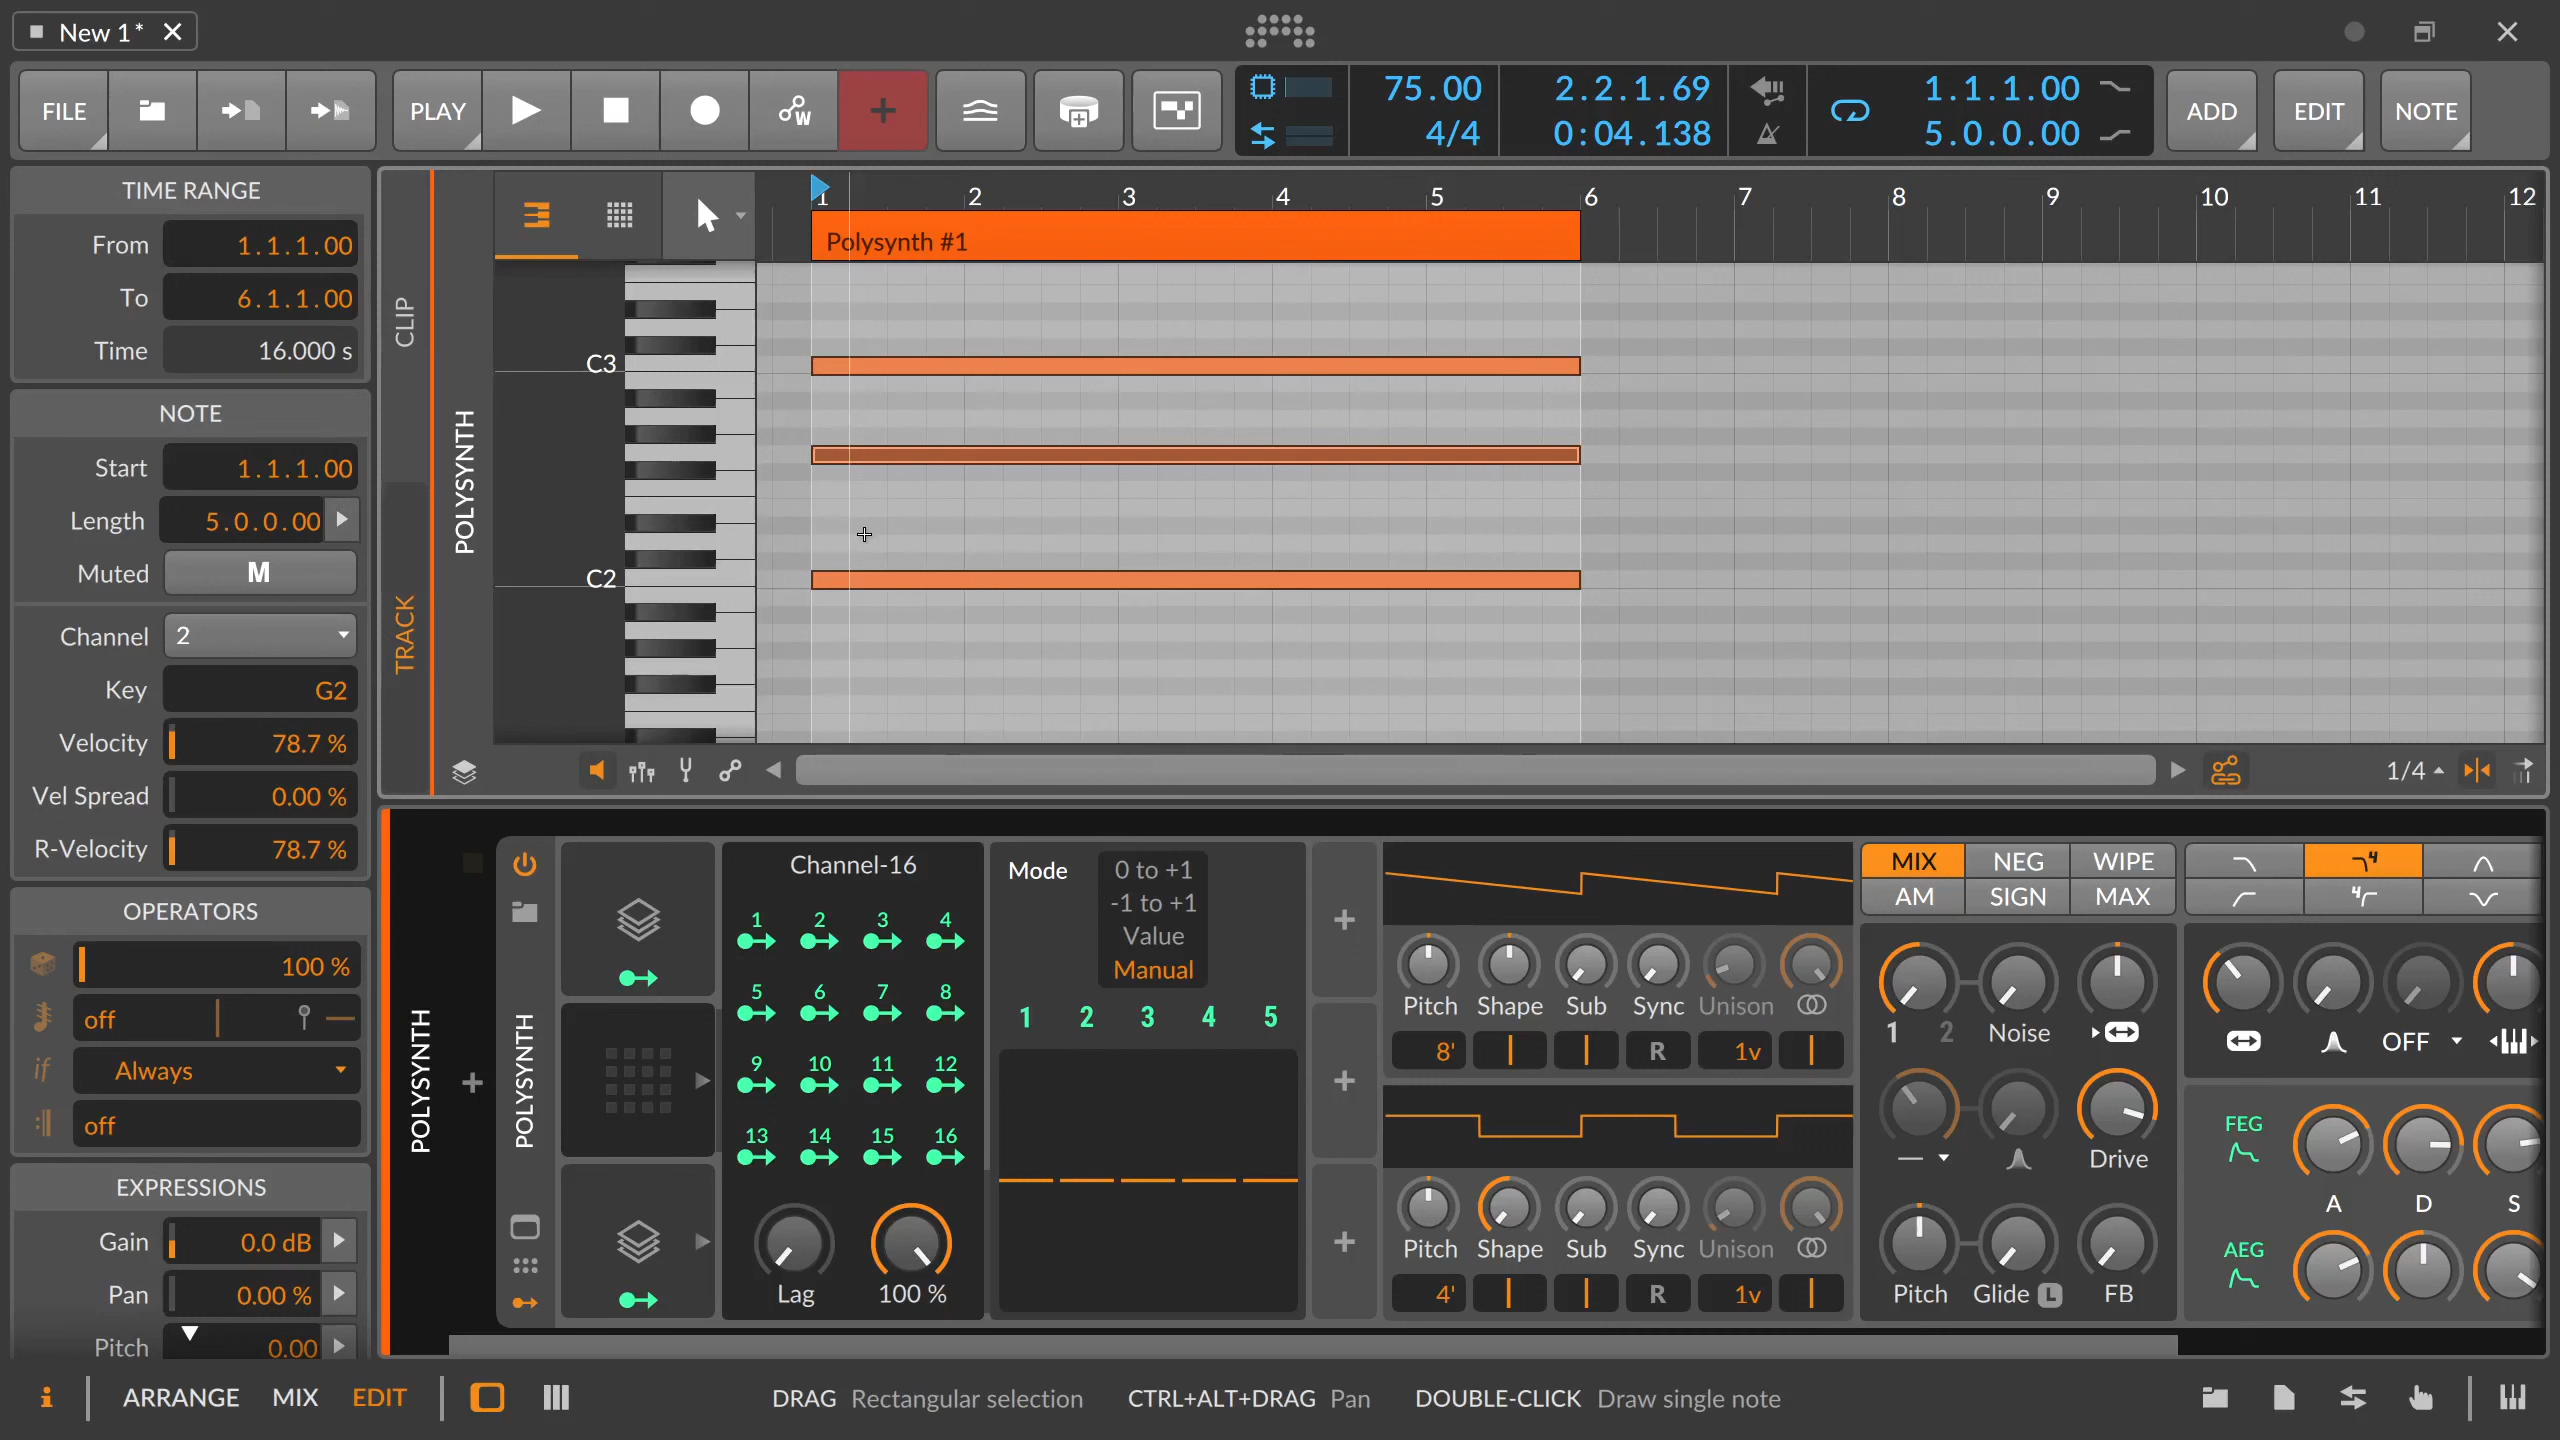 New 1*
FILE PLAY W + 75.00 2.2.1.69 1.1.1.00 ADD EDIT NOTE
4/4 0:04.138 5.0.0.00
TIME RANGE
From 1.1.1.00
To 6.1.1.00
Time 16.000 s
NOTE
Start 1.1.1.00
Length 5.0.0.00
Muted M
Channel 2
Key G2
Velocity 78.7 %
Vel Spread 0.00 %
R-Velocity 78.7 %
OPERATORS
100 %
off
if Always
off
EXPRESSIONS
Gain 0.0 dB
Pan 0.00 %
Pitch 0.00
CLIP
TRACK
POLYSYNTH
1 2 3 4 5 6 7 8 9 10 11 12
Polysynth #1
C3
C2
1/4
POLYSYNTH
POLYSYNTH
Channel-16
1 2 3 4
5 6 7 8
9 10 11 12
13 14 15 16
Lag 100 %
Mode 0 to +1
-1 to +1
Value
Manual
1 2 3 4 5
Pitch Shape Sub Sync Unison
8' R 1v
Pitch Shape Sub Sync Unison
4' R 1v
MIX NEG WIPE
AM SIGN MAX
4
4
1 2 Noise
Drive
Pitch Glide L FB
OFF
FEG
A D S
AEG
i ARRANGE MIX EDIT DRAG Rectangular selection CTRL+ALT+DRAG Pan DOUBLE-CLICK Draw single note